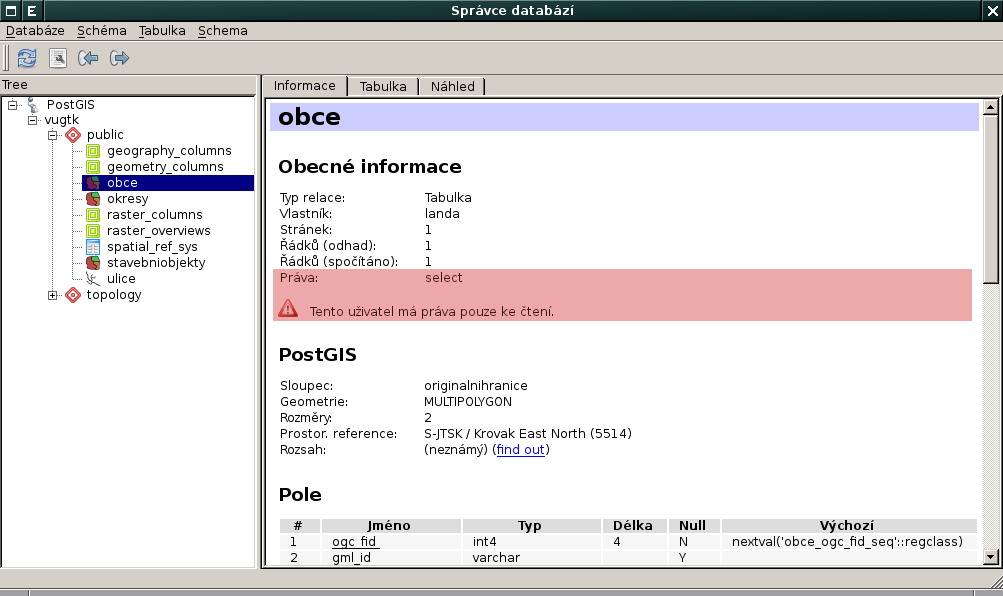 Správce databází
Databáze Schéma Tabulka Schema
Tree
PostGIS
vugtk
public
geography_columns
geometry_columns
obce
okresy
raster_columns
raster_overviews
spatial_ref_sys
stavebniobjekty
ulice
topology
Informace Tabulka Náhled
obce
Obecné informace
Typ relace: Tabulka
Vlastník: landa
Stránek: 1
Řádků (odhad): 1
Řádků (spočítáno): 1
Práva: select
Tento uživatel má práva pouze ke čtení.
PostGIS
Sloupec: originalnihranice
Geometrie: MULTIPOLYGON
Rozměry: 2
Prostor. reference: S-JTSK / Krovak East North (5514)
Rozsah: (neznámý) (find out)
Pole
# Jméno Typ Délka Null Výchozí
1 ogc_fid int4 4 N nextval('obce_ogc_fid_seq'::regclass)
2 gml_id varchar Y